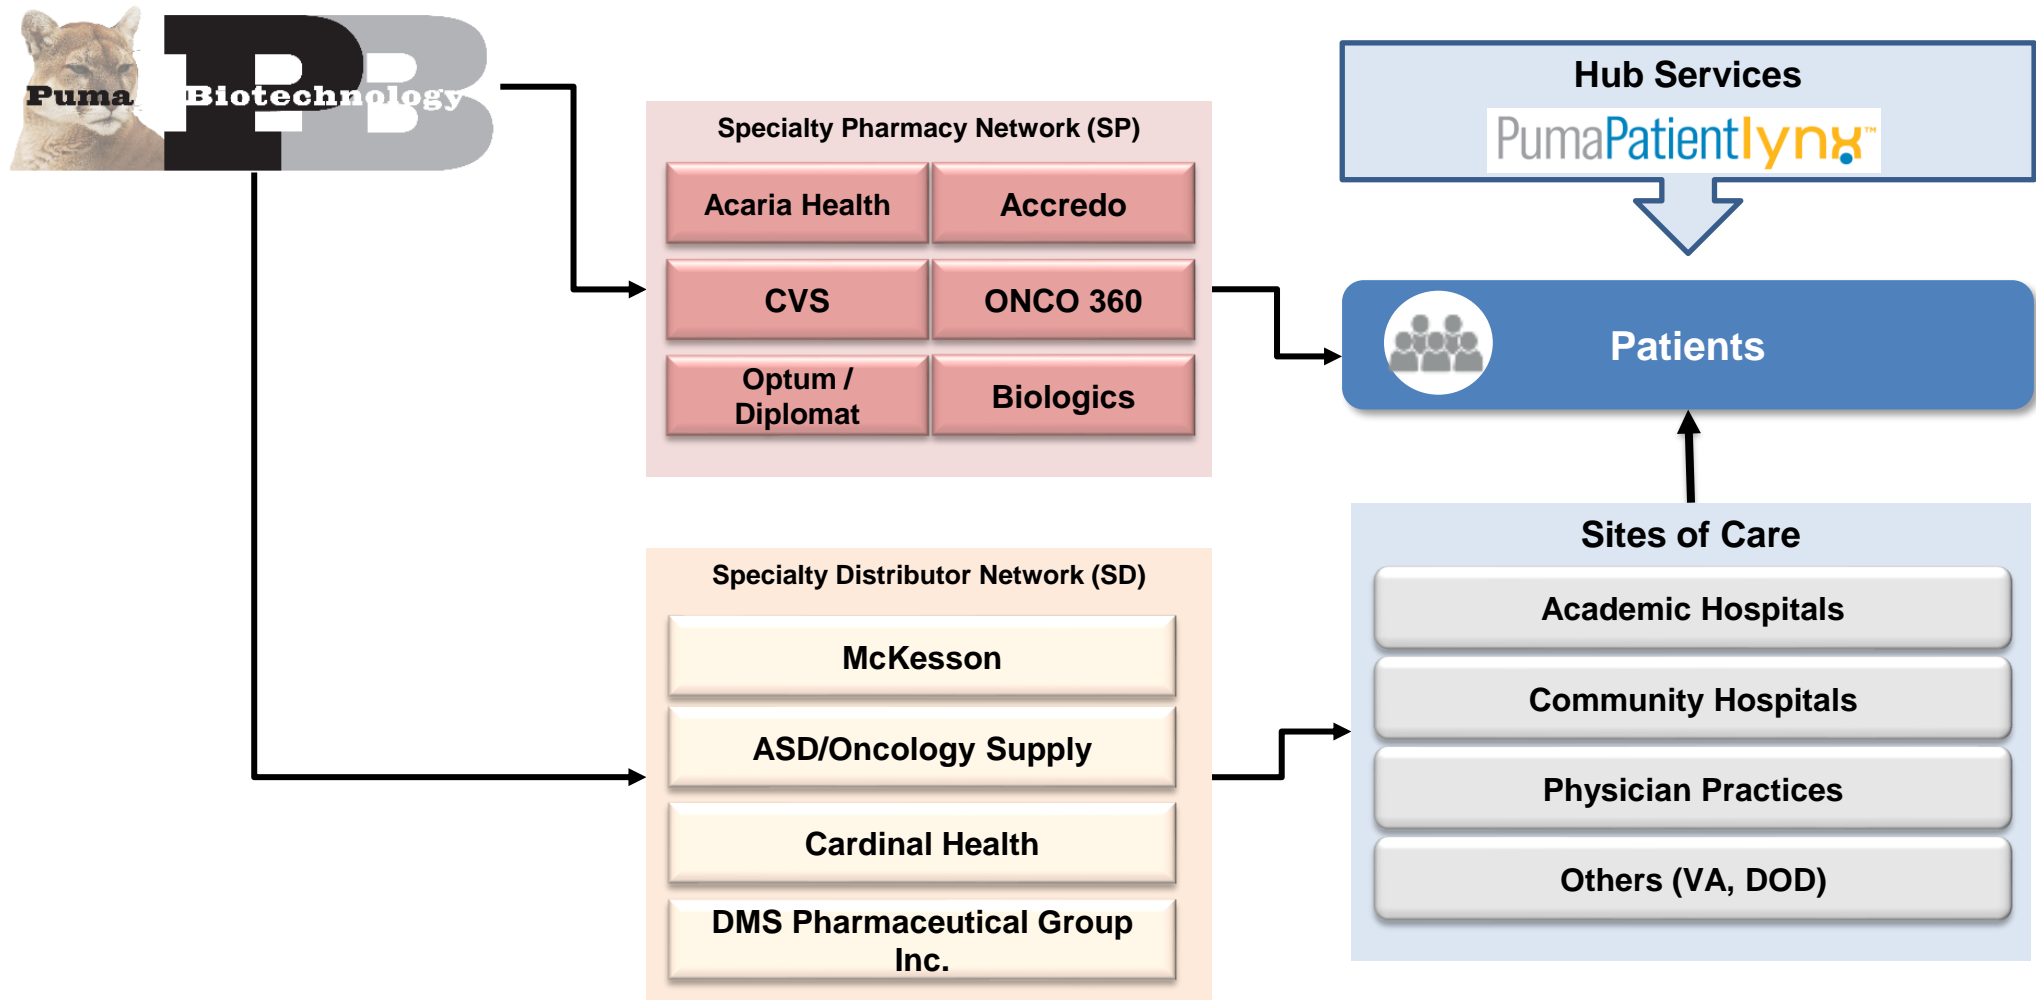 Puma Biotechnology
Hub Services
PumaPatientlynx™
Specialty Pharmacy Network (SP)
Acaria Health
Accredo
CVS
ONCO 360
Optum /
Diplomat
Biologics
Patients
Sites of Care
Academic Hospitals
Community Hospitals
Physician Practices
Others (VA, DOD)
Specialty Distributor Network (SD)
McKesson
ASD/Oncology Supply
Cardinal Health
DMS Pharmaceutical Group
Inc.